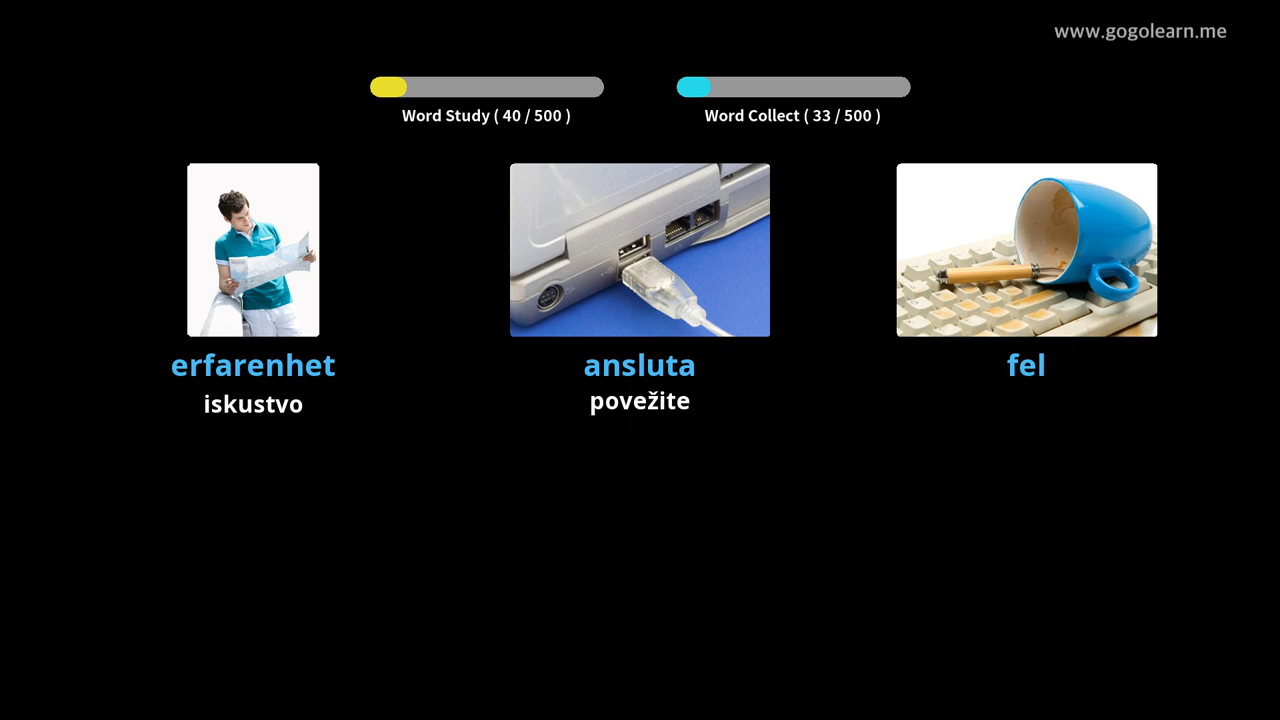 www.gogolearn.me
Word Study ( 40 / 500 )
Word Collect ( 33 / 500 )
erfarenhet
iskustvo
ansluta
povežite
fel